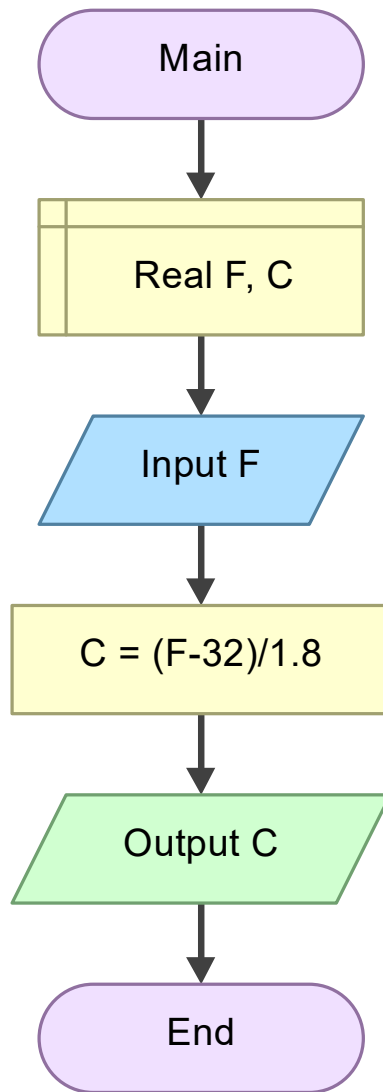 Main
Real F, C
Input F
C = (F-32)/1.8
Output C
End